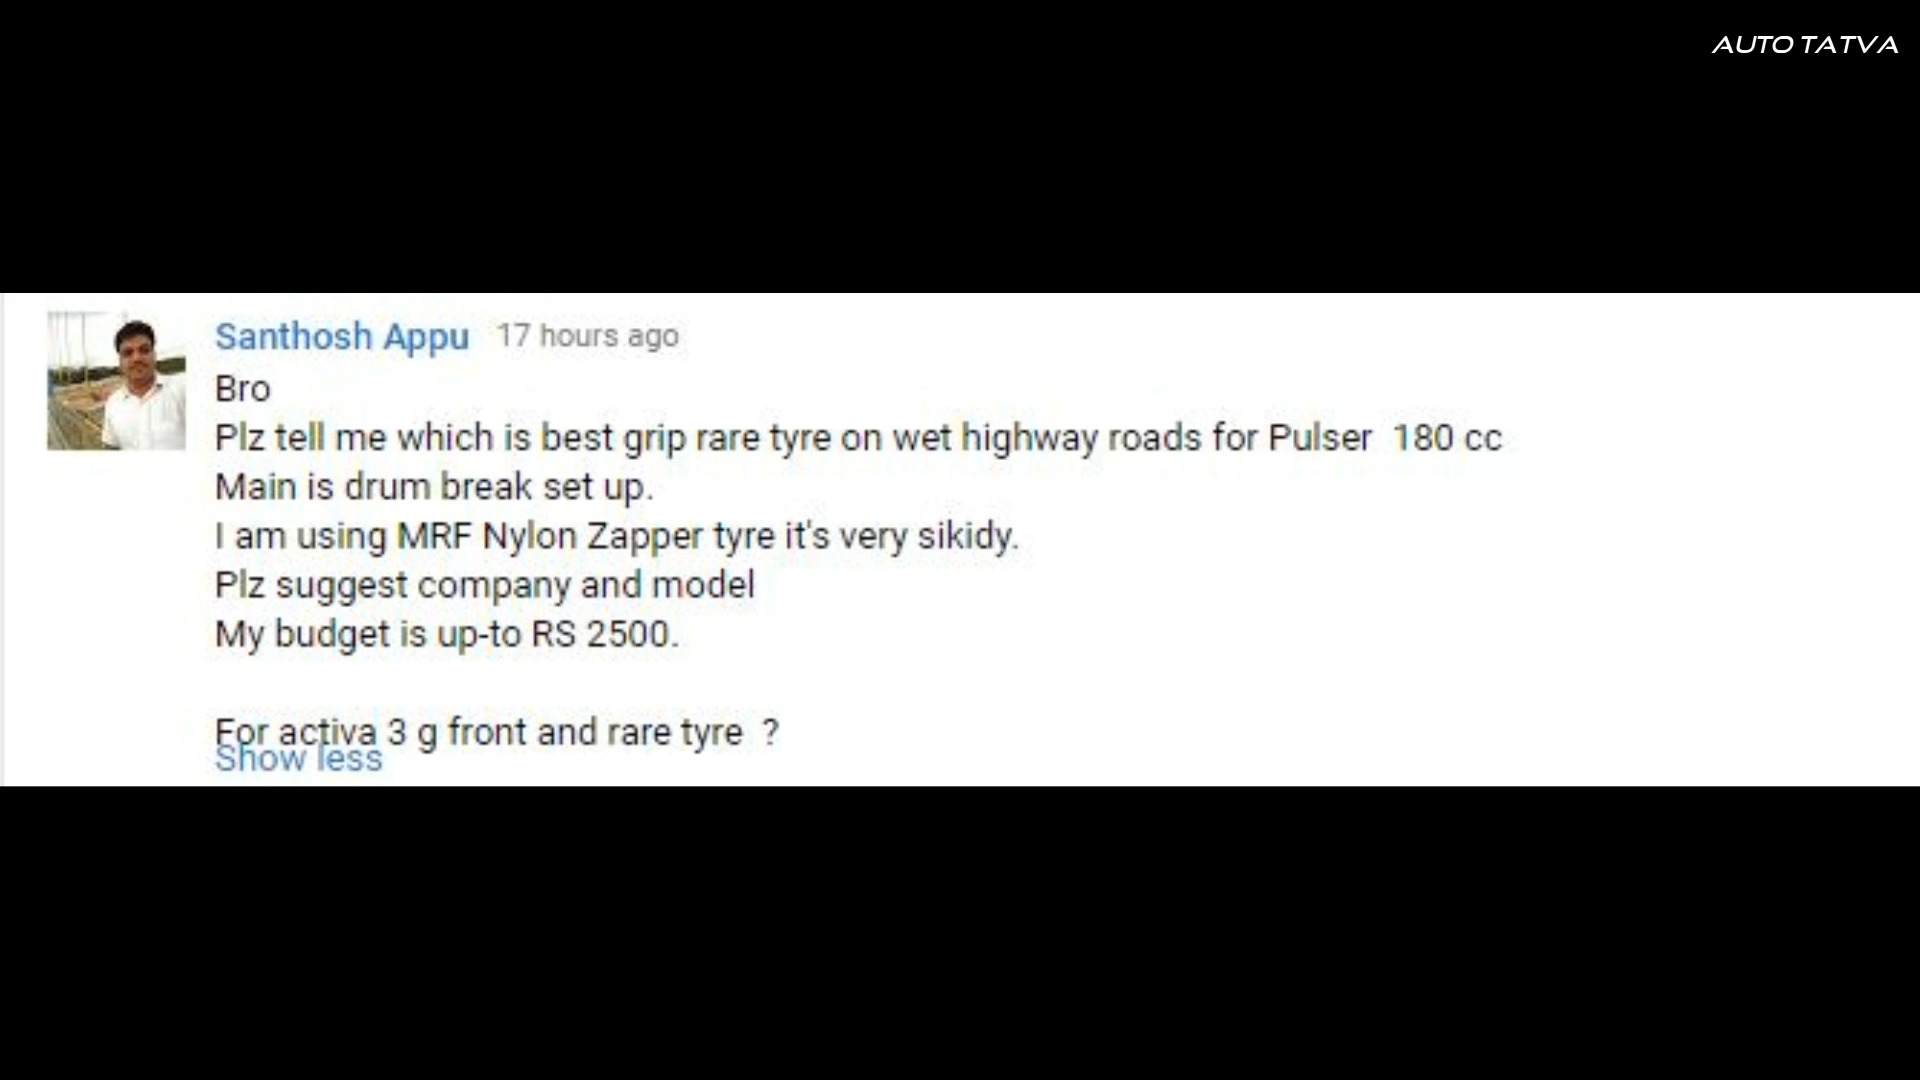 AUTO TATVA
Santhosh Appu 17 hours ago
Bro
Plz tell me which is best grip rare tyre on wet highway roads for Pulser 180 cc
Main is drum break set up.
I am using MRF Nylon Zapper tyre it's very sikidy.
Plz suggest company and model
My budget is up-to RS 2500.
For activa 3 g front and rare tyre ?
Show less